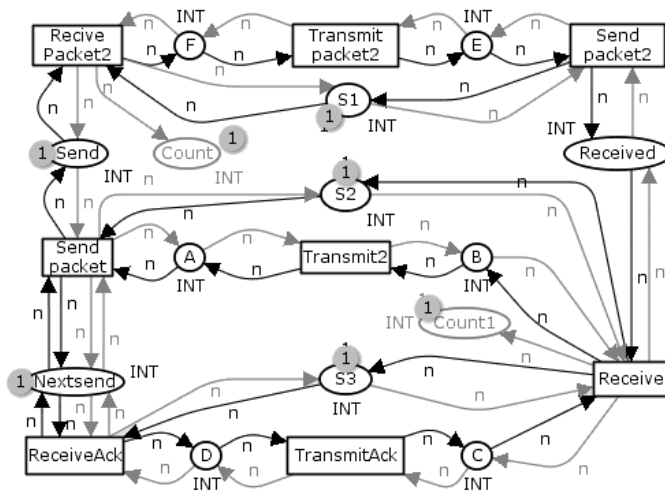 INT INT
n n n n
Recive Packet2 F Transmit packet2 E Send packet2
n n n n
n
n n n
n n S1 n n n n
1 INT
1 Send Count 1 INT Received
n INT INT
n 1 n
n n S2
n INT n
Send packet n A n Transmit2 n B n
n n n n
INT INT
n n n n INT 1 Count1 n n n
1 Nextsend INT 1 n Receive
n n n n n S3 n
n INT
ReceiveAck n D n TransmitAck n C n
n n n n n
INT INT